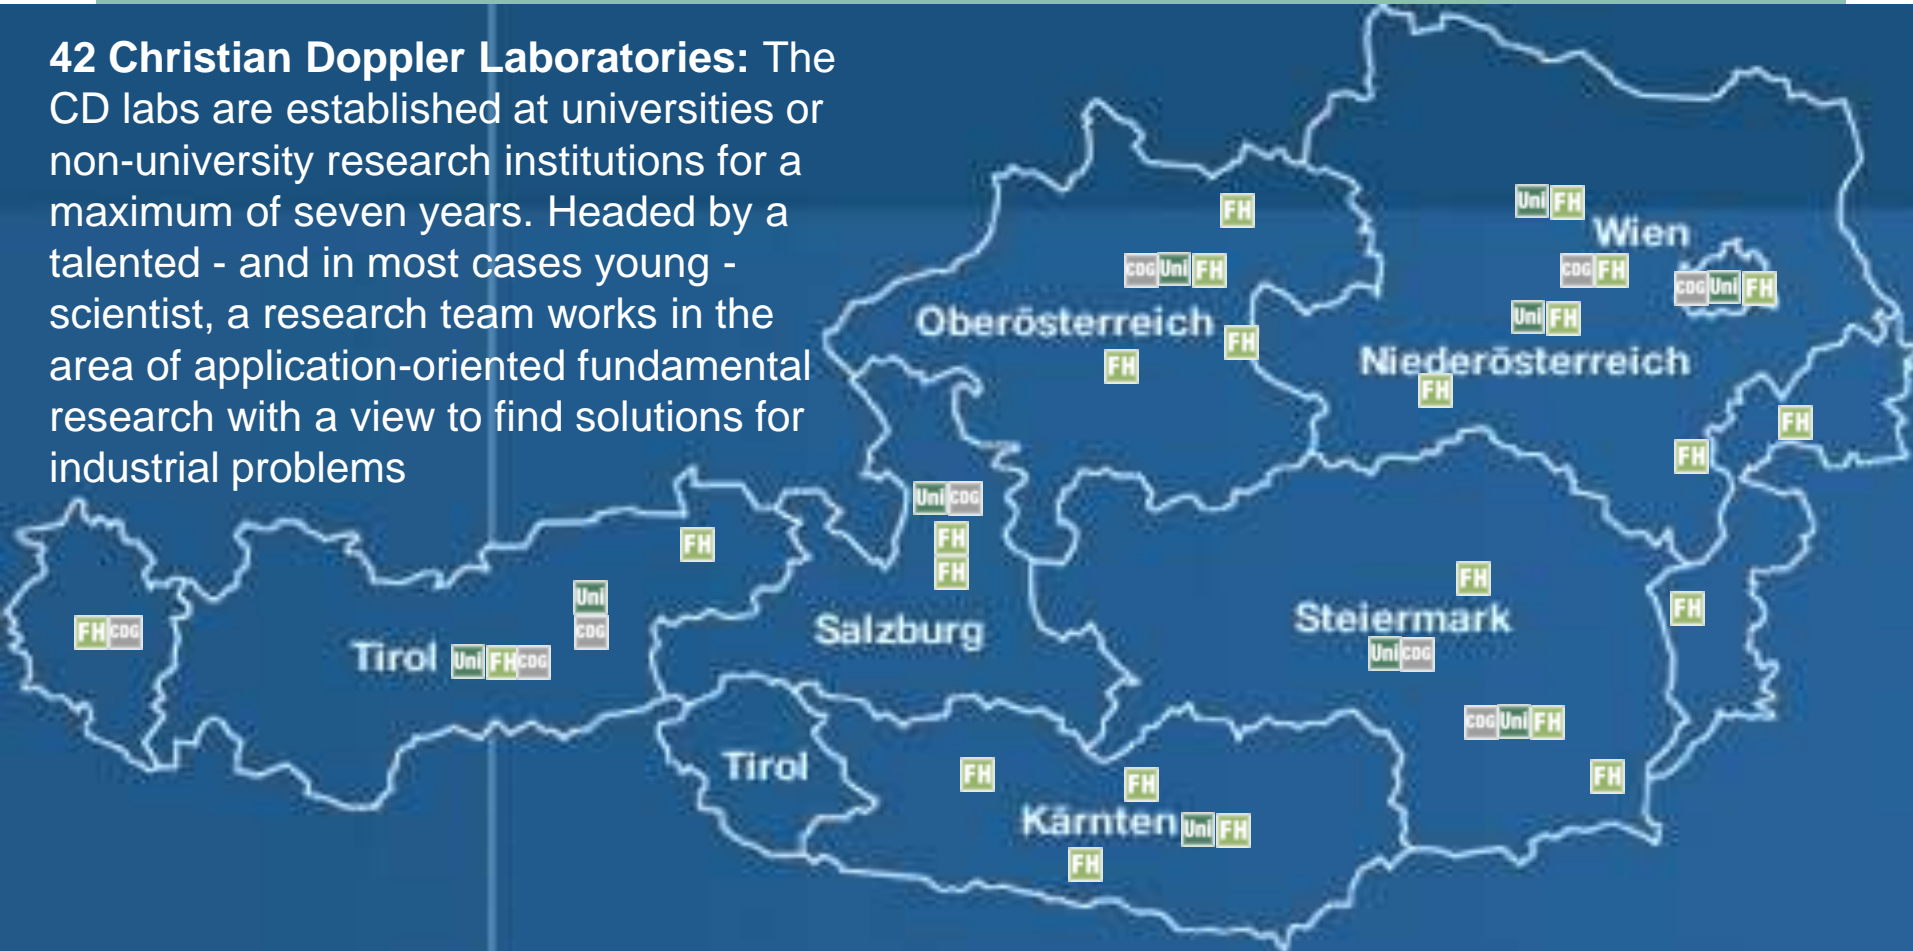 42 Christian Doppler Laboratories: The
CD labs are established at universities or
non-university research institutions for a
maximum of seven years. Headed by a
talented - and in most cases young -
scientist, a research team works in the
area of application-oriented fundamental
research with a view to find solutions for
industrial problems
FH
Uni FH
Wien
CDG Uni FH
CDG FH
CDG Uni FH
Oberösterreich
Uni FH
FH
Niederösterreich
FH
FH
FH
FH
Uni CDG
FH
FH
FH
FH
Uni
FH
FH CDG
CDG
Salzburg
Steiermark
Tirol
Uni FH CDG
Uni CDG
CDG Uni FH
Tirol
FH
FH
FH
Kärnten
Uni FH
FH